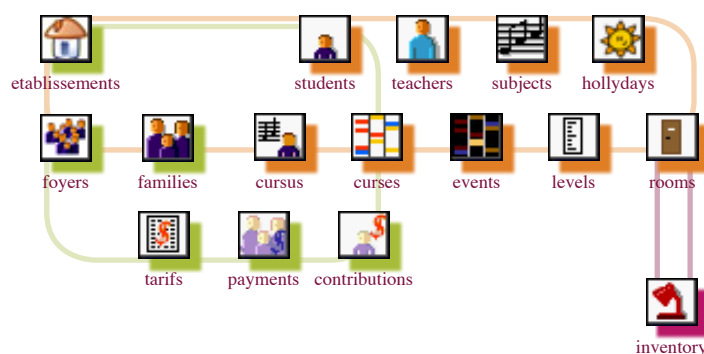 etablissements students teachers subjects hollydays
foyers families cursus curses events levels rooms
tarifs payments contributions
inventory